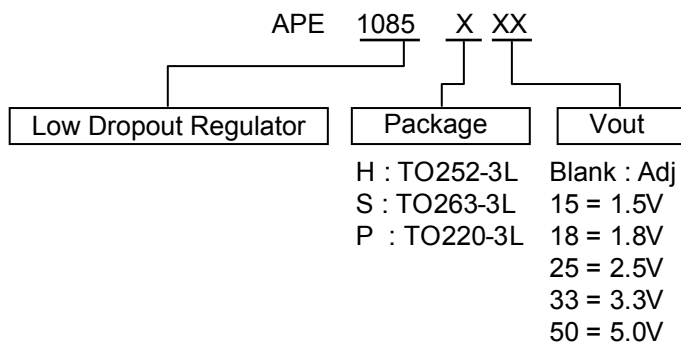 APE 1085 X XX
Low Dropout Regulator Package Vout
H : TO252-3L Blank : Adj
S : TO263-3L 15 = 1.5V
P : TO220-3L 18 = 1.8V
25 = 2.5V
33 = 3.3V
50 = 5.0V